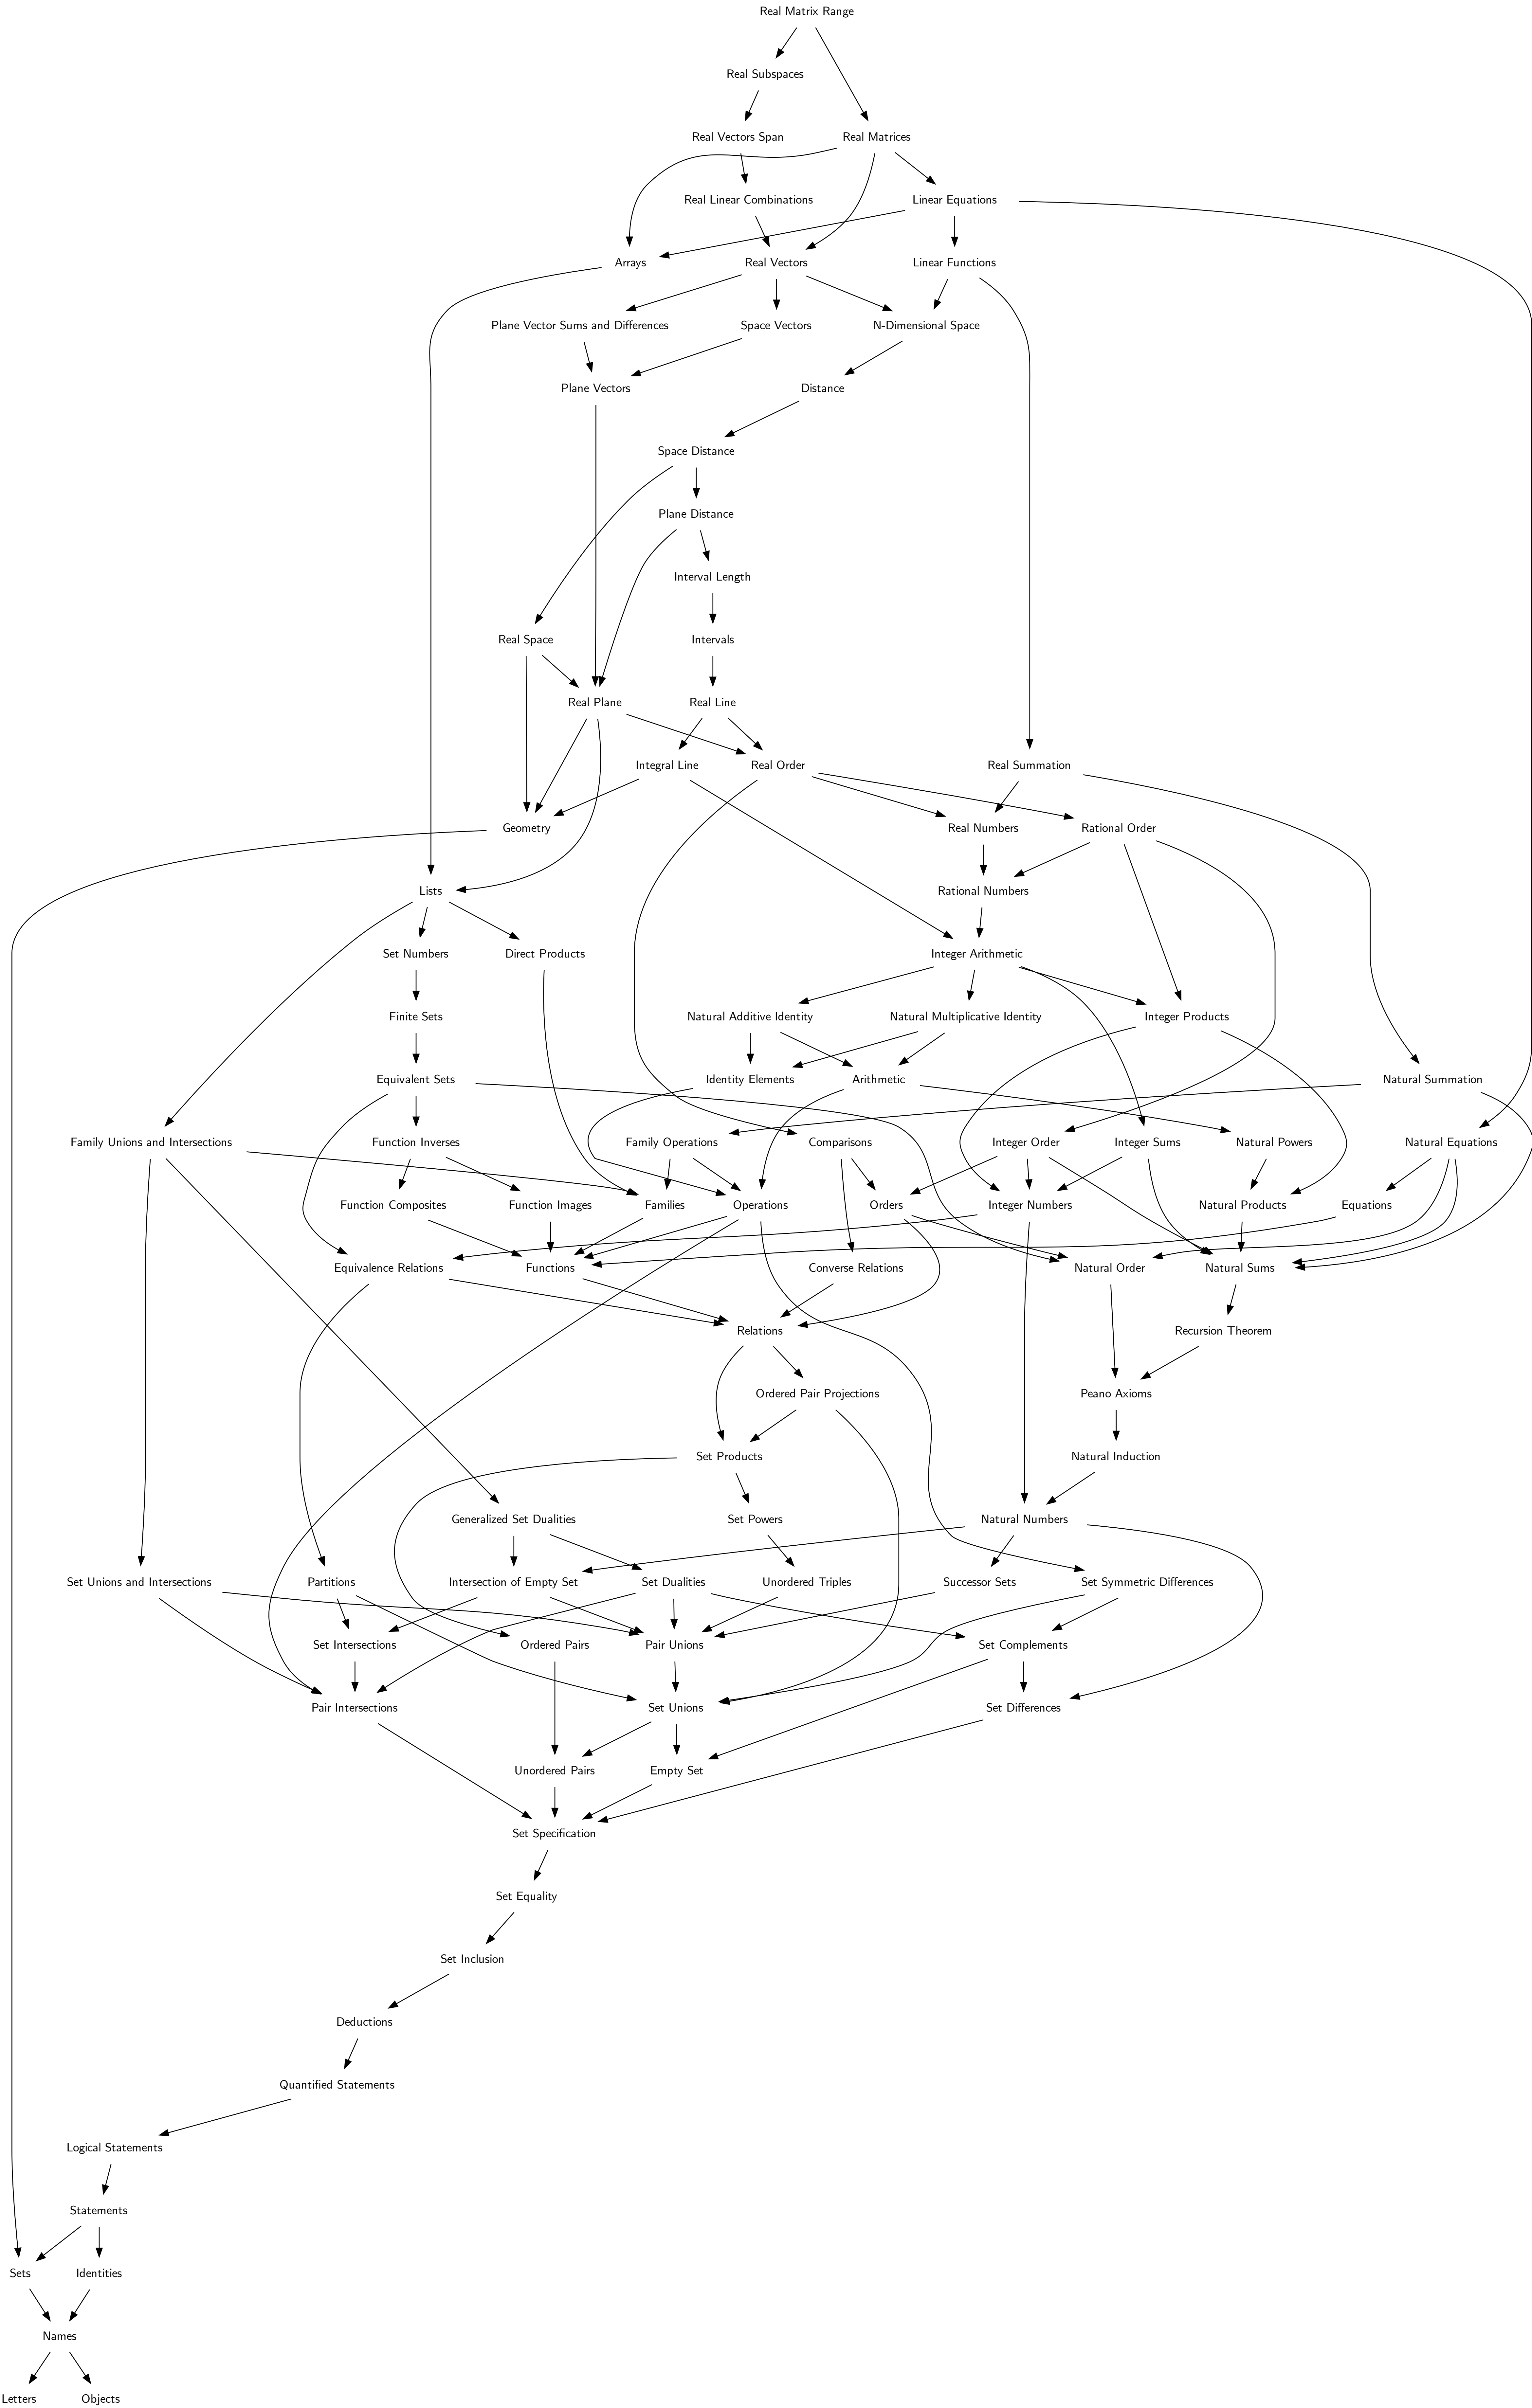 Real Matrix Range
Real Subspaces
Real Vectors Span
Real Matrices
Real Linear Combinations
Linear Equations
Arrays
Real Vectors
Linear Functions
Plane Vector Sums and Differences
Space Vectors
N-Dimensional Space
Plane Vectors
Distance
Space Distance
Plane Distance
Interval Length
Real Space
Intervals
Real Plane
Real Line
Integral Line
Real Order
Real Summation
Geometry
Real Numbers
Rational Order
Lists
Rational Numbers
Set Numbers
Direct Products
Integer Arithmetic
Finite Sets
Natural Additive Identity
Natural Multiplicative Identity
Integer Products
Equivalent Sets
Identity Elements
Arithmetic
Natural Summation
Family Unions and Intersections
Function Inverses
Family Operations
Comparisons
Integer Order
Integer Sums
Natural Powers
Natural Equations
Function Composites
Function Images
Families
Operations
Orders
Integer Numbers
Natural Products
Equations
Equivalence Relations
Functions
Converse Relations
Natural Order
Natural Sums
Relations
Recursion Theorem
Ordered Pair Projections
Peano Axioms
Set Products
Natural Induction
Generalized Set Dualities
Set Powers
Natural Numbers
Set Unions and Intersections
Partitions
Intersection of Empty Set
Set Dualities
Unordered Triples
Successor Sets
Set Symmetric Differences
Set Intersections
Ordered Pairs
Pair Unions
Set Complements
Pair Intersections
Set Unions
Set Differences
Unordered Pairs
Empty Set
Set Specification
Set Equality
Set Inclusion
Deductions
Quantified Statements
Logical Statements
Statements
Sets
Identities
Names
Letters
Objects